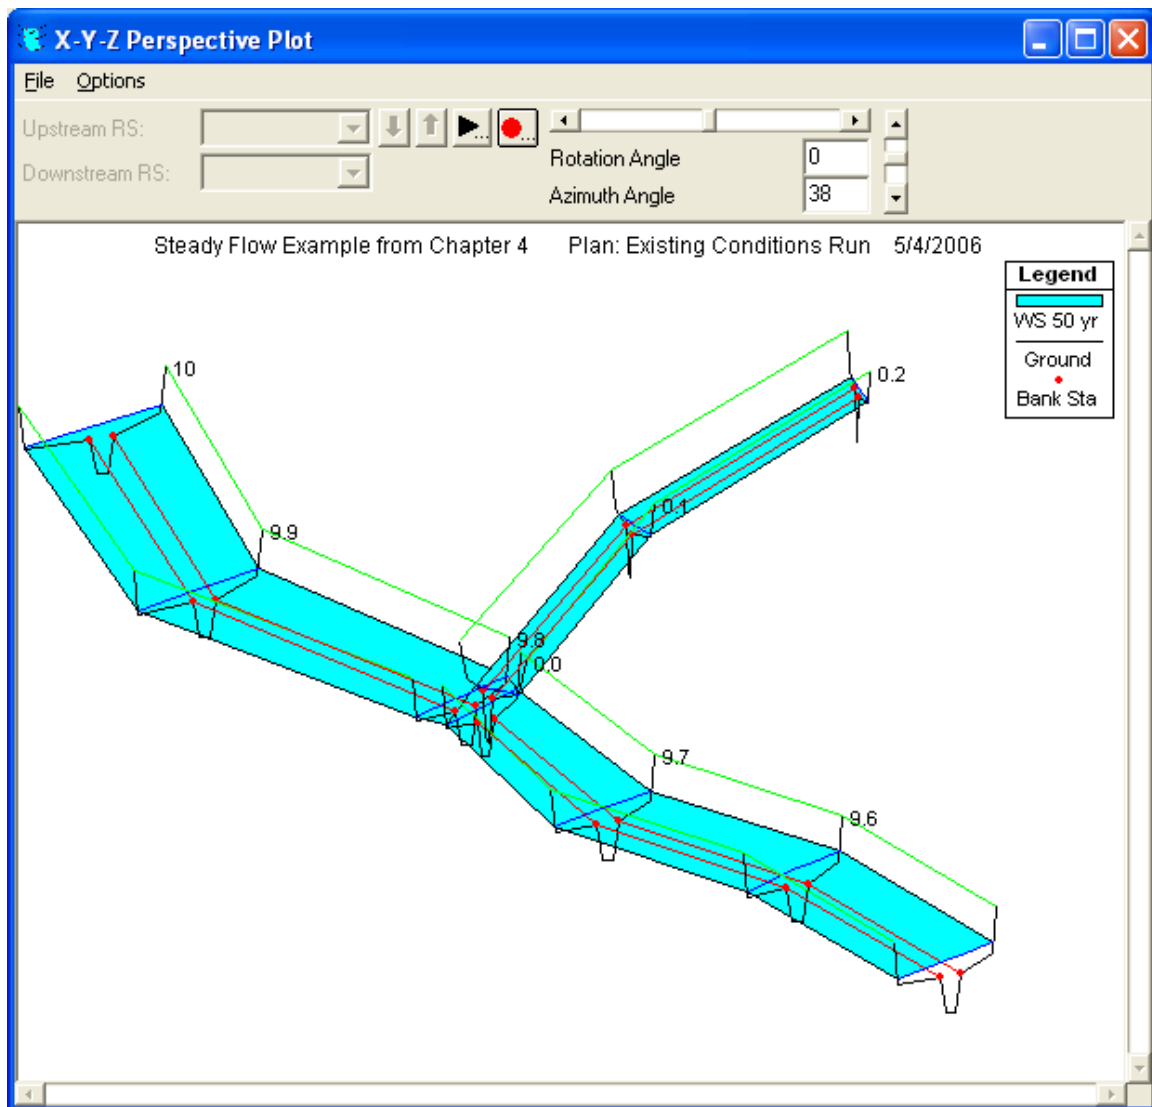 X-Y-Z Perspective Plot
File Options
Upstream RS:
Downstream RS:
Rotation Angle 0
Azimuth Angle 38
Steady Flow Example from Chapter 4 Plan: Existing Conditions Run 5/4/2006
Legend
WS 50 yr
Ground
Bank Sta
10
0.2
0.1
9.9
9.8
0.0
9.7
9.6